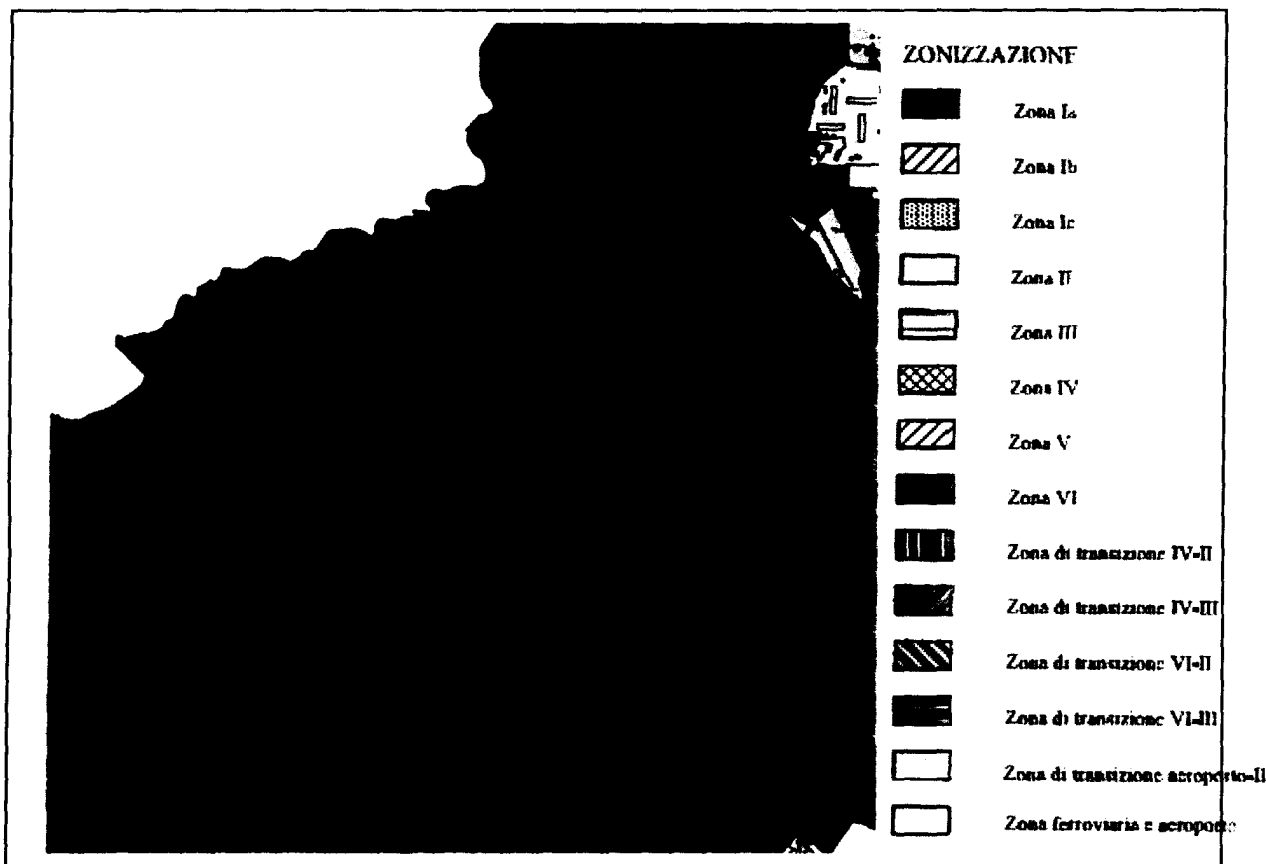 ZONIZZAZIONE
Zona Ia
Zona Ib
Zona Ic
Zona II
Zona III
Zona IV
Zona V
Zona VI
Zona di transizione IV-II
Zona di transizione IV-III
Zona di transizione VI-II
Zona di transizione VI-III
Zona di transizione aeroporto-II
Zona ferroviaria e aeroporto